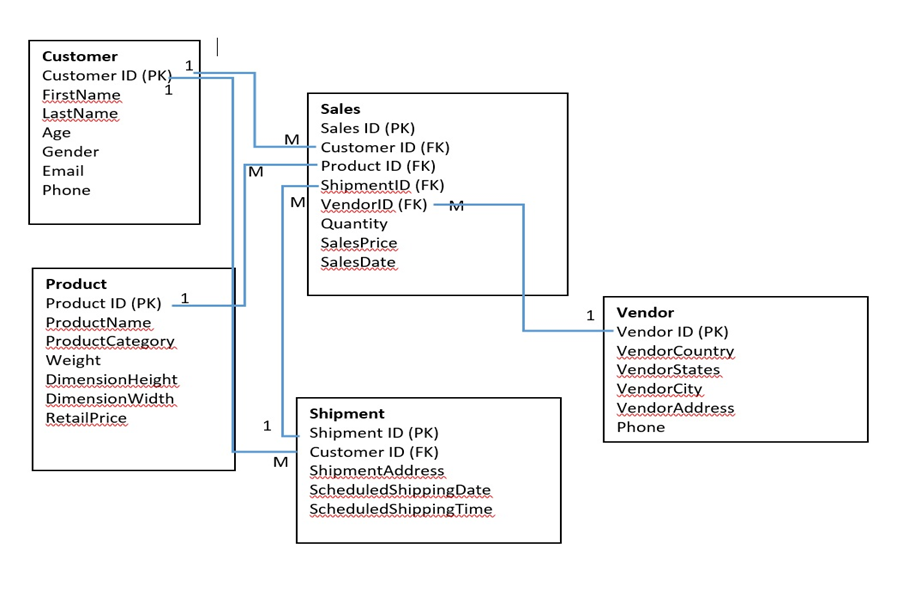 Customer
Customer ID (PK)
FirstName
LastName
Age
Gender
Email
Phone
1
1
Sales
Sales ID (PK)
Customer ID (FK)
Product ID (FK)
ShipmentID (FK)
VendorID (FK)
Quantity
SalesPrice
SalesDate
M
M
M
M
Product
Product ID (PK)
ProductName
ProductCategory
Weight
DimensionHeight
DimensionWidth
RetailPrice
1
Vendor
Vendor ID (PK)
VendorCountry
VendorStates
VendorCity
VendorAddress
Phone
1
Shipment
Shipment ID (PK)
Customer ID (FK)
ShipmentAddress
ScheduledShippingDate
ScheduledShippingTime
1
M